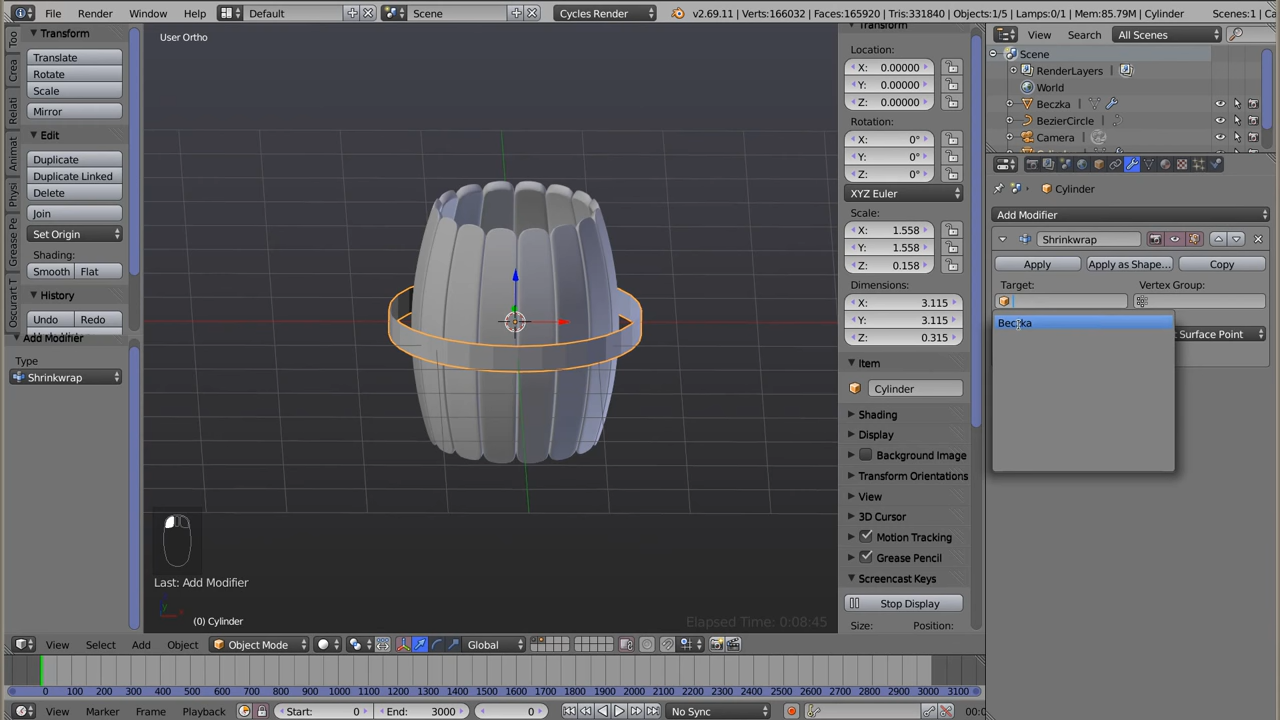 File Render Window Help Default Scene Cycles Render v2.69.11 | Verts:166032 | Faces:165920 | Tris:331840 | Objects:1/5 | Lamps:0/1 | Mem:85.79M | Cylinder Scenes:1
Transform
Translate
Rotate
Scale
Mirror
Edit
Duplicate
Duplicate Linked
Delete
Join
Set Origin
Shading:
Smooth Flat
History
Undo Redo
Add Modifier
Type
Shrinkwrap
Too
Crea
Relati
Animat
Physi
Grease Pe
Oscurart T
User Ortho
Last: Add Modifier
(0) Cylinder
Elapsed Time: 0:08:45
Transform
Location:
X: 0.00000
Y: 0.00000
Z: 0.00000
Rotation:
X: 0°
Y: 0°
Z: 0°
XYZ Euler
Scale:
X: 1.558
Y: 1.558
Z: 0.158
Dimensions:
X: 3.115
Y: 3.115
Z: 0.315
Item
Cylinder
Shading
Display
Background Image
Transform Orientations
View
3D Cursor
Motion Tracking
Grease Pencil
Screencast Keys
Stop Display
Size: Position:
View Search All Scenes
Scene
RenderLayers
World
Beczka
BezierCircle
Camera
Cylinder
Add Modifier
Shrinkwrap
Apply Apply as Shape... Copy
Target: Vertex Group:
Beczka
Surface Point
View Select Add Object Object Mode Global
0 100 200 300 400 500 600 700 800 900 1000 1100 1200 1300 1400 1500 1600 1700 1800 1900 2000 2100 2200 2300 2400 2500 2600 2700 2800 2900 3000 3100
View Marker Frame Playback Start: 0 End: 3000 0 No Sync